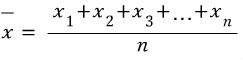 x̄ = (x₁+x₂+x₃+...+xₙ)/n